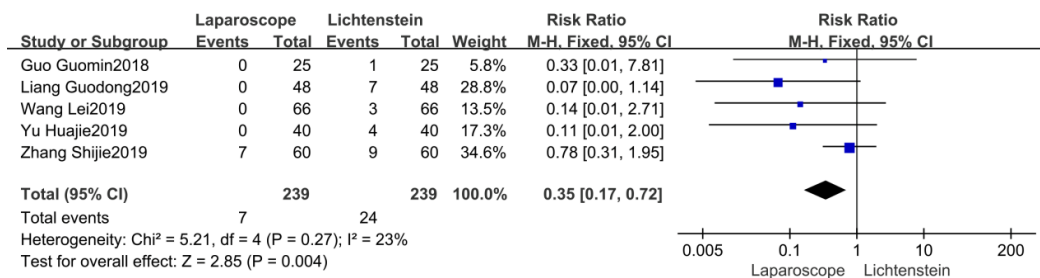 Laparoscope Lichtenstein Risk Ratio Risk Ratio
Study or Subgroup Events Total Events Total Weight M-H, Fixed, 95% CI M-H, Fixed, 95% CI
Guo Guomin2018 0 25 1 25 5.8% 0.33 [0.01, 7.81]
Liang Guodong2019 0 48 7 48 28.8% 0.07 [0.00, 1.14]
Wang Lei2019 0 66 3 66 13.5% 0.14 [0.01, 2.71]
Yu Huajie2019 0 40 4 40 17.3% 0.11 [0.01, 2.00]
Zhang Shijie2019 7 60 9 60 34.6% 0.78 [0.31, 1.95]
Total (95% CI) 239 239 100.0% 0.35 [0.17, 0.72]
Total events 7 24
Heterogeneity: Chi² = 5.21, df = 4 (P = 0.27); I² = 23%
Test for overall effect: Z = 2.85 (P = 0.004)
0.005 0.1 1 10 200
Laparoscope Lichtenstein